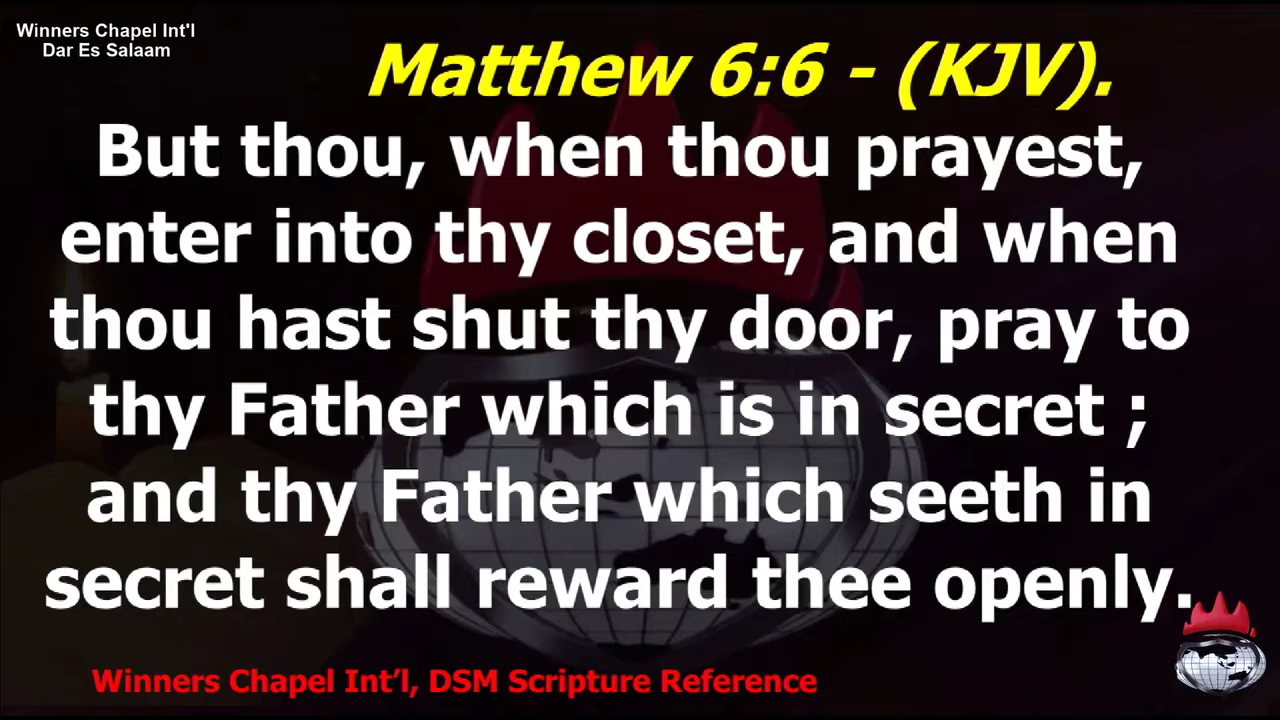 Winners Chapel Int'l
Dar Es Salaam
Matthew 6:6 - (KJV).
But thou, when thou prayest,
enter into thy closet, and when
thou hast shut thy door, pray to
thy Father which is in secret ;
and thy Father which seeth in
secret shall reward thee openly.
Winners Chapel Int’l, DSM Scripture Reference